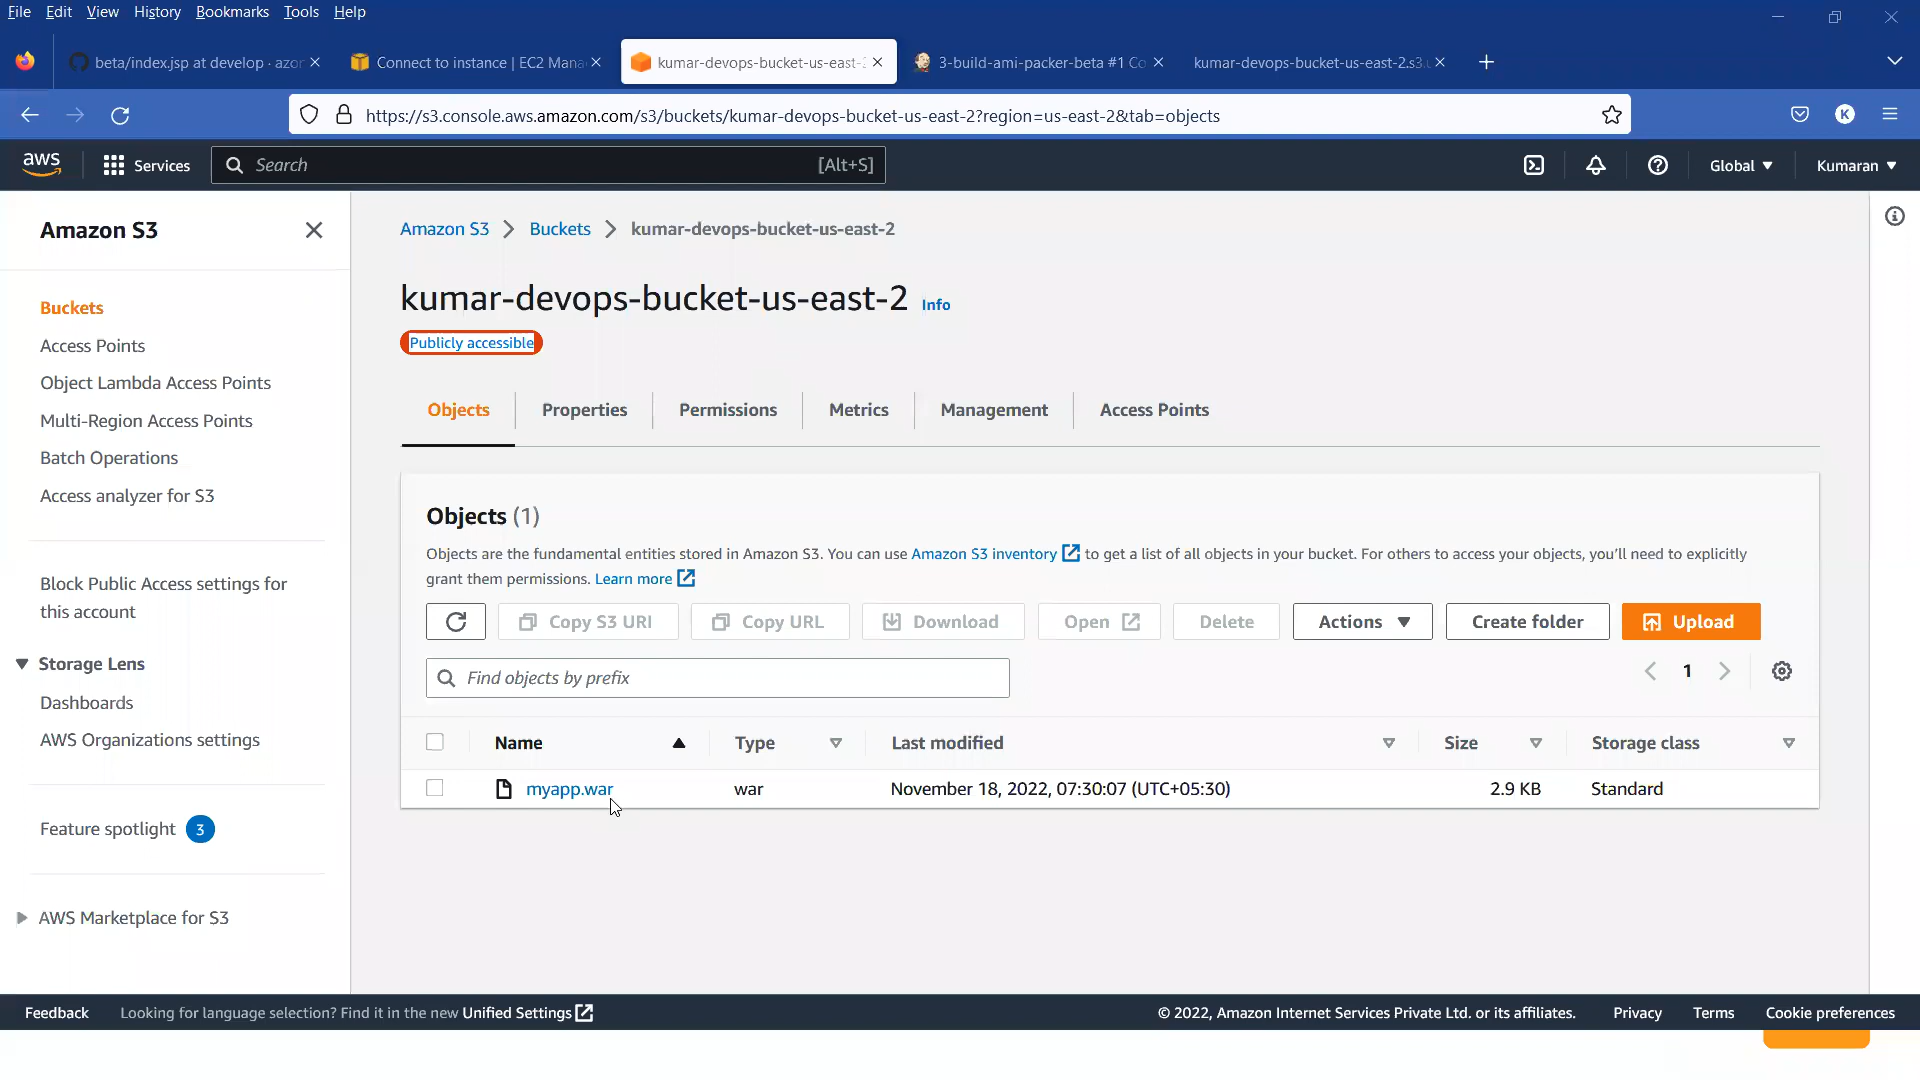 File Edit View History Bookmarks Tools Help
beta/index.jsp at develop · azor
Connect to instance | EC2 Mana
kumar-devops-bucket-us-east-2
3-build-ami-packer-beta #1 Co
kumar-devops-bucket-us-east-2.s3.
https://s3.console.aws.amazon.com/s3/buckets/kumar-devops-bucket-us-east-2?region=us-east-2&tab=objects
K
aws Services Search [Alt+S] Global Kumaran
Amazon S3
Buckets
Access Points
Object Lambda Access Points
Multi-Region Access Points
Batch Operations
Access analyzer for S3
Block Public Access settings for
this account
Storage Lens
Dashboards
AWS Organizations settings
Feature spotlight 3
AWS Marketplace for S3
Amazon S3 > Buckets > kumar-devops-bucket-us-east-2
kumar-devops-bucket-us-east-2 Info
Publicly accessible
Objects Properties Permissions Metrics Management Access Points
Objects (1)
Objects are the fundamental entities stored in Amazon S3. You can use Amazon S3 inventory to get a list of all objects in your bucket. For others to access your objects, you'll need to explicitly
grant them permissions. Learn more
Copy S3 URI Copy URL Download Open Delete Actions Create folder Upload
Find objects by prefix
1
Name Type Last modified Size Storage class
myapp.war war November 18, 2022, 07:30:07 (UTC+05:30) 2.9 KB Standard
Feedback Looking for language selection? Find it in the new Unified Settings © 2022, Amazon Internet Services Private Ltd. or its affiliates. Privacy Terms Cookie preferences